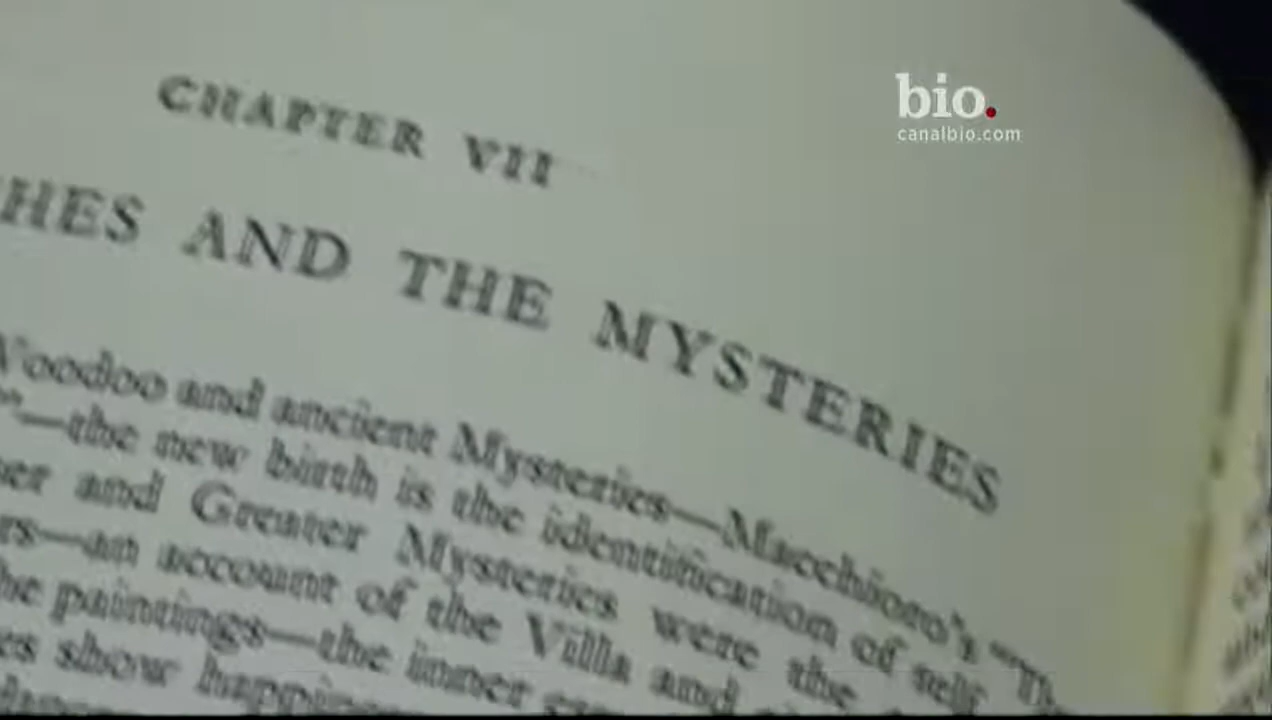 bio.
canalbio.com
CHAPTER VII
HES AND THE MYSTERIES
Voodoo and ancient Mysteries—Macchioro's "Th
"—the new birth is the identification of self
er and Greater Mysteries were the
rs—an account of the Villa and
he paintings—the inner
es show